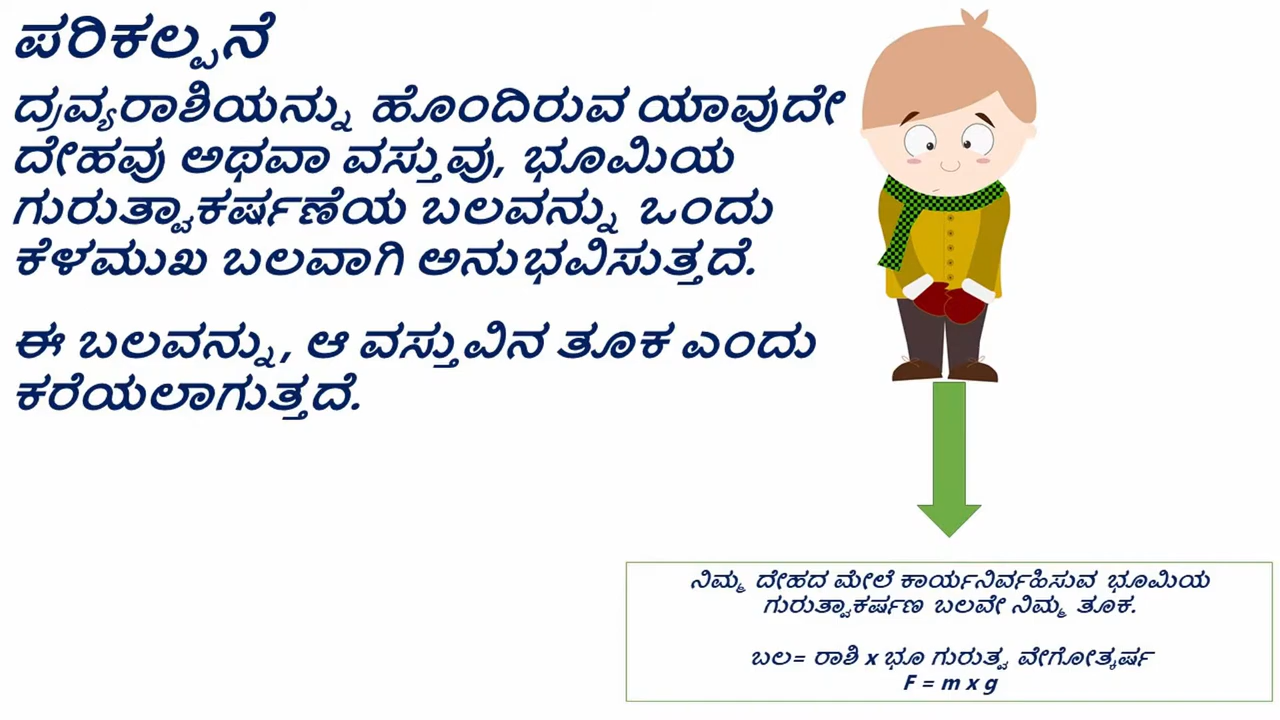 ಪರಿಕಲ್ಪನೆ
ದ್ರವ್ಯರಾಶಿಯನ್ನು ಹೊಂದಿರುವ ಯಾವುದೇ
ದೇಹವು ಅಥವಾ ವಸ್ತುವು, ಭೂಮಿಯ
ಗುರುತ್ವಾಕರ್ಷಣೆಯ ಬಲವನ್ನು ಒಂದು
ಕೆಳಮುಖ ಬಲವಾಗಿ ಅನುಭವಿಸುತ್ತದೆ.
ಈ ಬಲವನ್ನು, ಆ ವಸ್ತುವಿನ ತೂಕ ಎಂದು
ಕರೆಯಲಾಗುತ್ತದೆ.
ನಿಮ್ಮ ದೇಹದ ಮೇಲೆ ಕಾರ್ಯನಿರ್ವಹಿಸುವ ಭೂಮಿಯ
ಗುರುತ್ವಾಕರ್ಷಣ ಬಲವೇ ನಿಮ್ಮ ತೂಕ.
ಬಲ= ರಾಶಿ x ಭೂ ಗುರುತ್ವ ವೇಗೋತ್ಕರ್ಷ
F = m x g